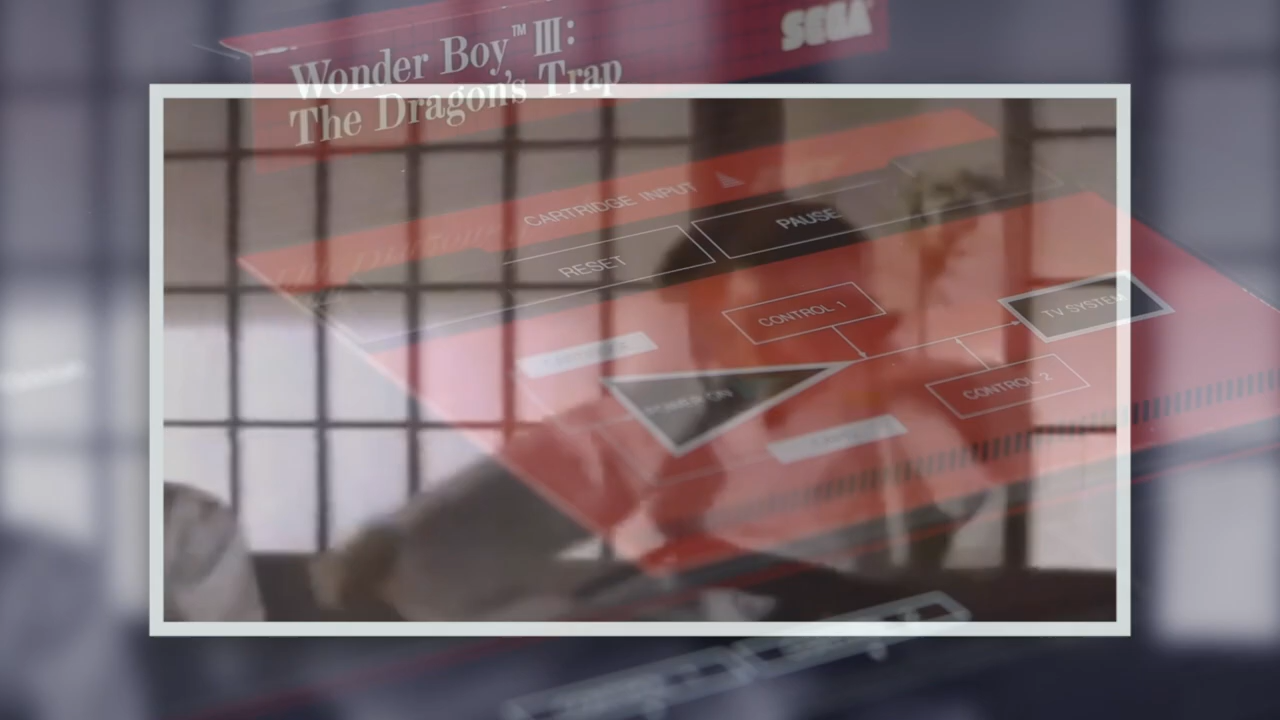 Wonder Boy™ III:
The Dragon's Trap
SEGA
CARTRIDGE INPUT
RESET
PAUSE
CONTROL 1
TV SYSTEM
POWER ON
CONTROL 2